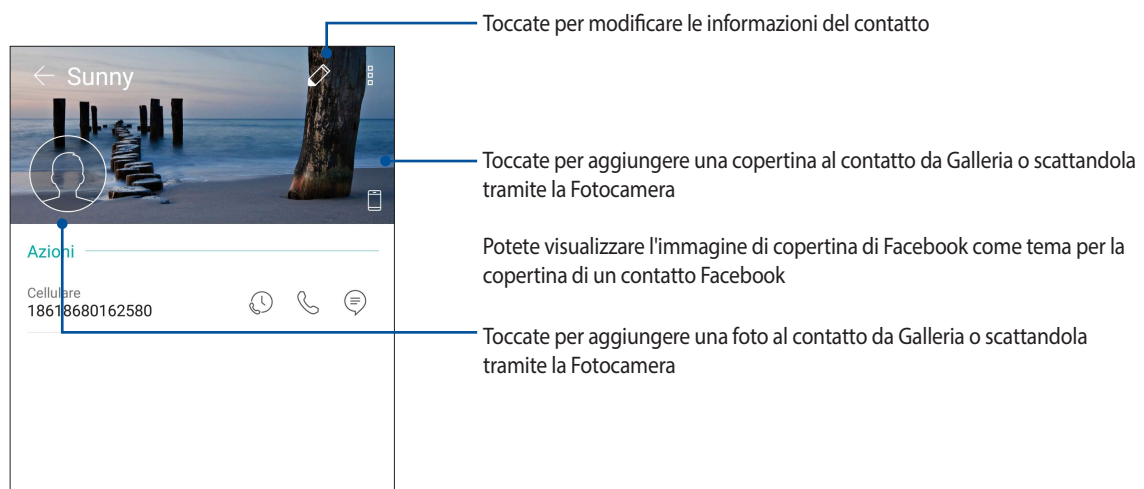 Toccate per modificare le informazioni del contatto
Sunny
Toccate per aggiungere una copertina al contatto da Galleria o scattandola
tramite la Fotocamera
Potete visualizzare l'immagine di copertina di Facebook come tema per la
copertina di un contatto Facebook
Azioni
Cellulare
18618680162580
Toccate per aggiungere una foto al contatto da Galleria o scattandola
tramite la Fotocamera